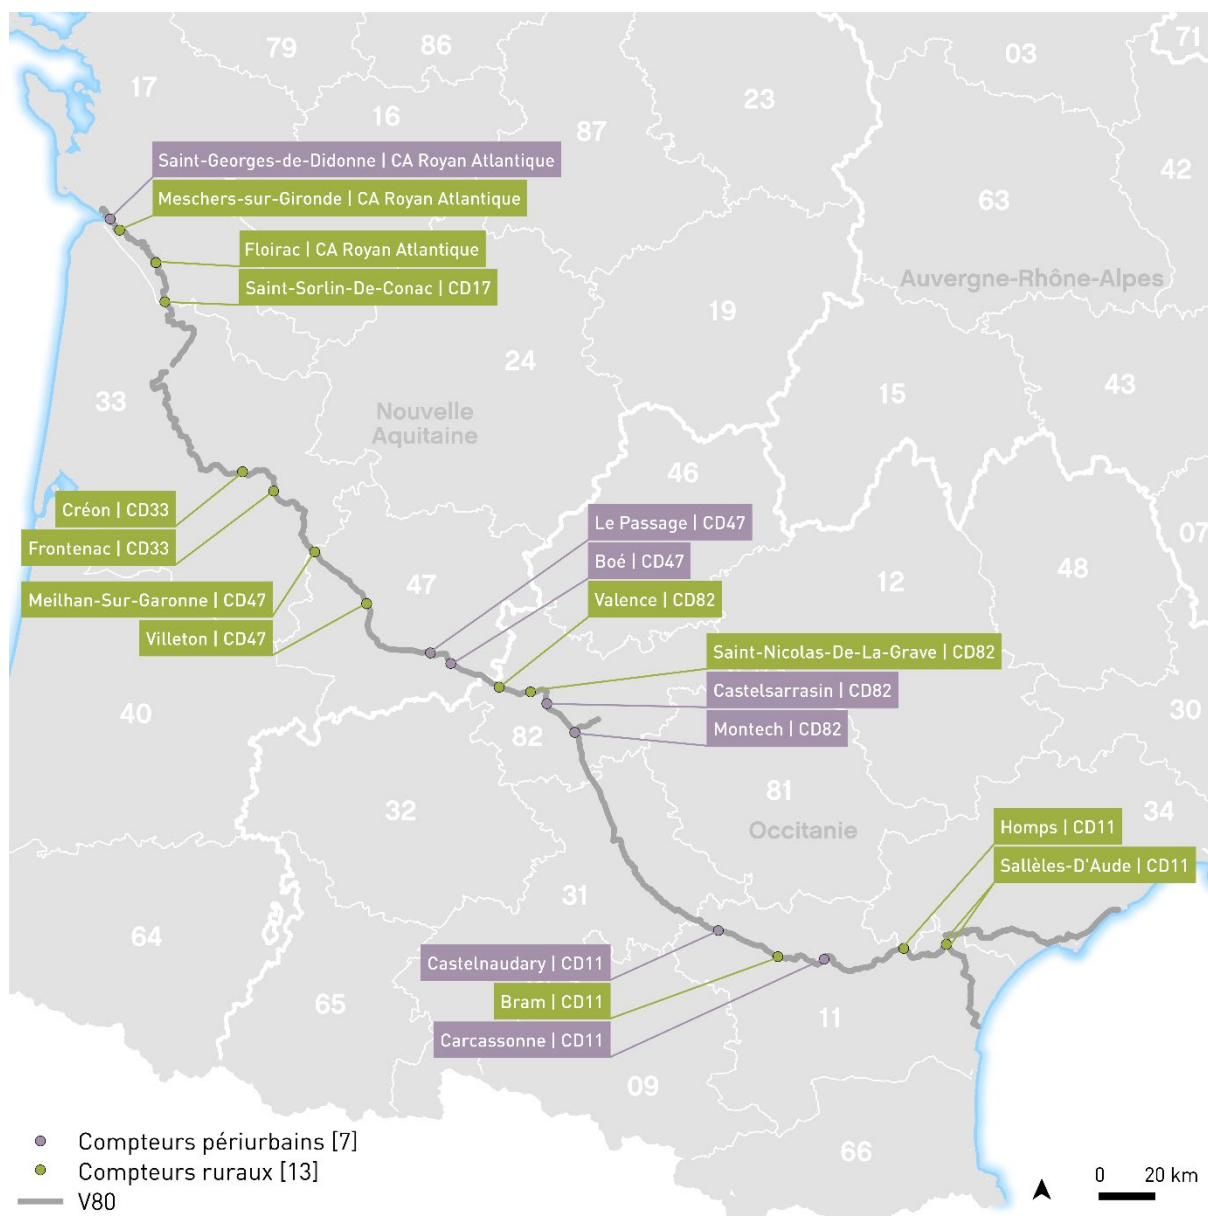 79
86
03
71
17
16
23
87
42
Saint-Georges-de-Didonne | CA Royan Atlantique
Meschers-sur-Gironde | CA Royan Atlantique
63
Floirac | CA Royan Atlantique
Saint-Sorlin-De-Conac | CD17
Auvergne-Rhône-Alpes
19
24
15
43
33
Nouvelle
Aquitaine
46
Créon | CD33
Frontenac | CD33
Le Passage | CD47
Boé | CD47
Valence | CD82
07
48
12
47
Meilhan-Sur-Garonne | CD47
Villeton | CD47
Saint-Nicolas-De-La-Grave | CD82
Castelsarrasin | CD82
Montech | CD82
40
82
30
81
Occitanie
32
34
Homps | CD11
Sallèles-D'Aude | CD11
31
64
65
Castelnaudary | CD11
Bram | CD11
Carcassonne | CD11
11
09
66
Compteurs périurbains [7]
Compteurs ruraux [13]
V80
0 20 km